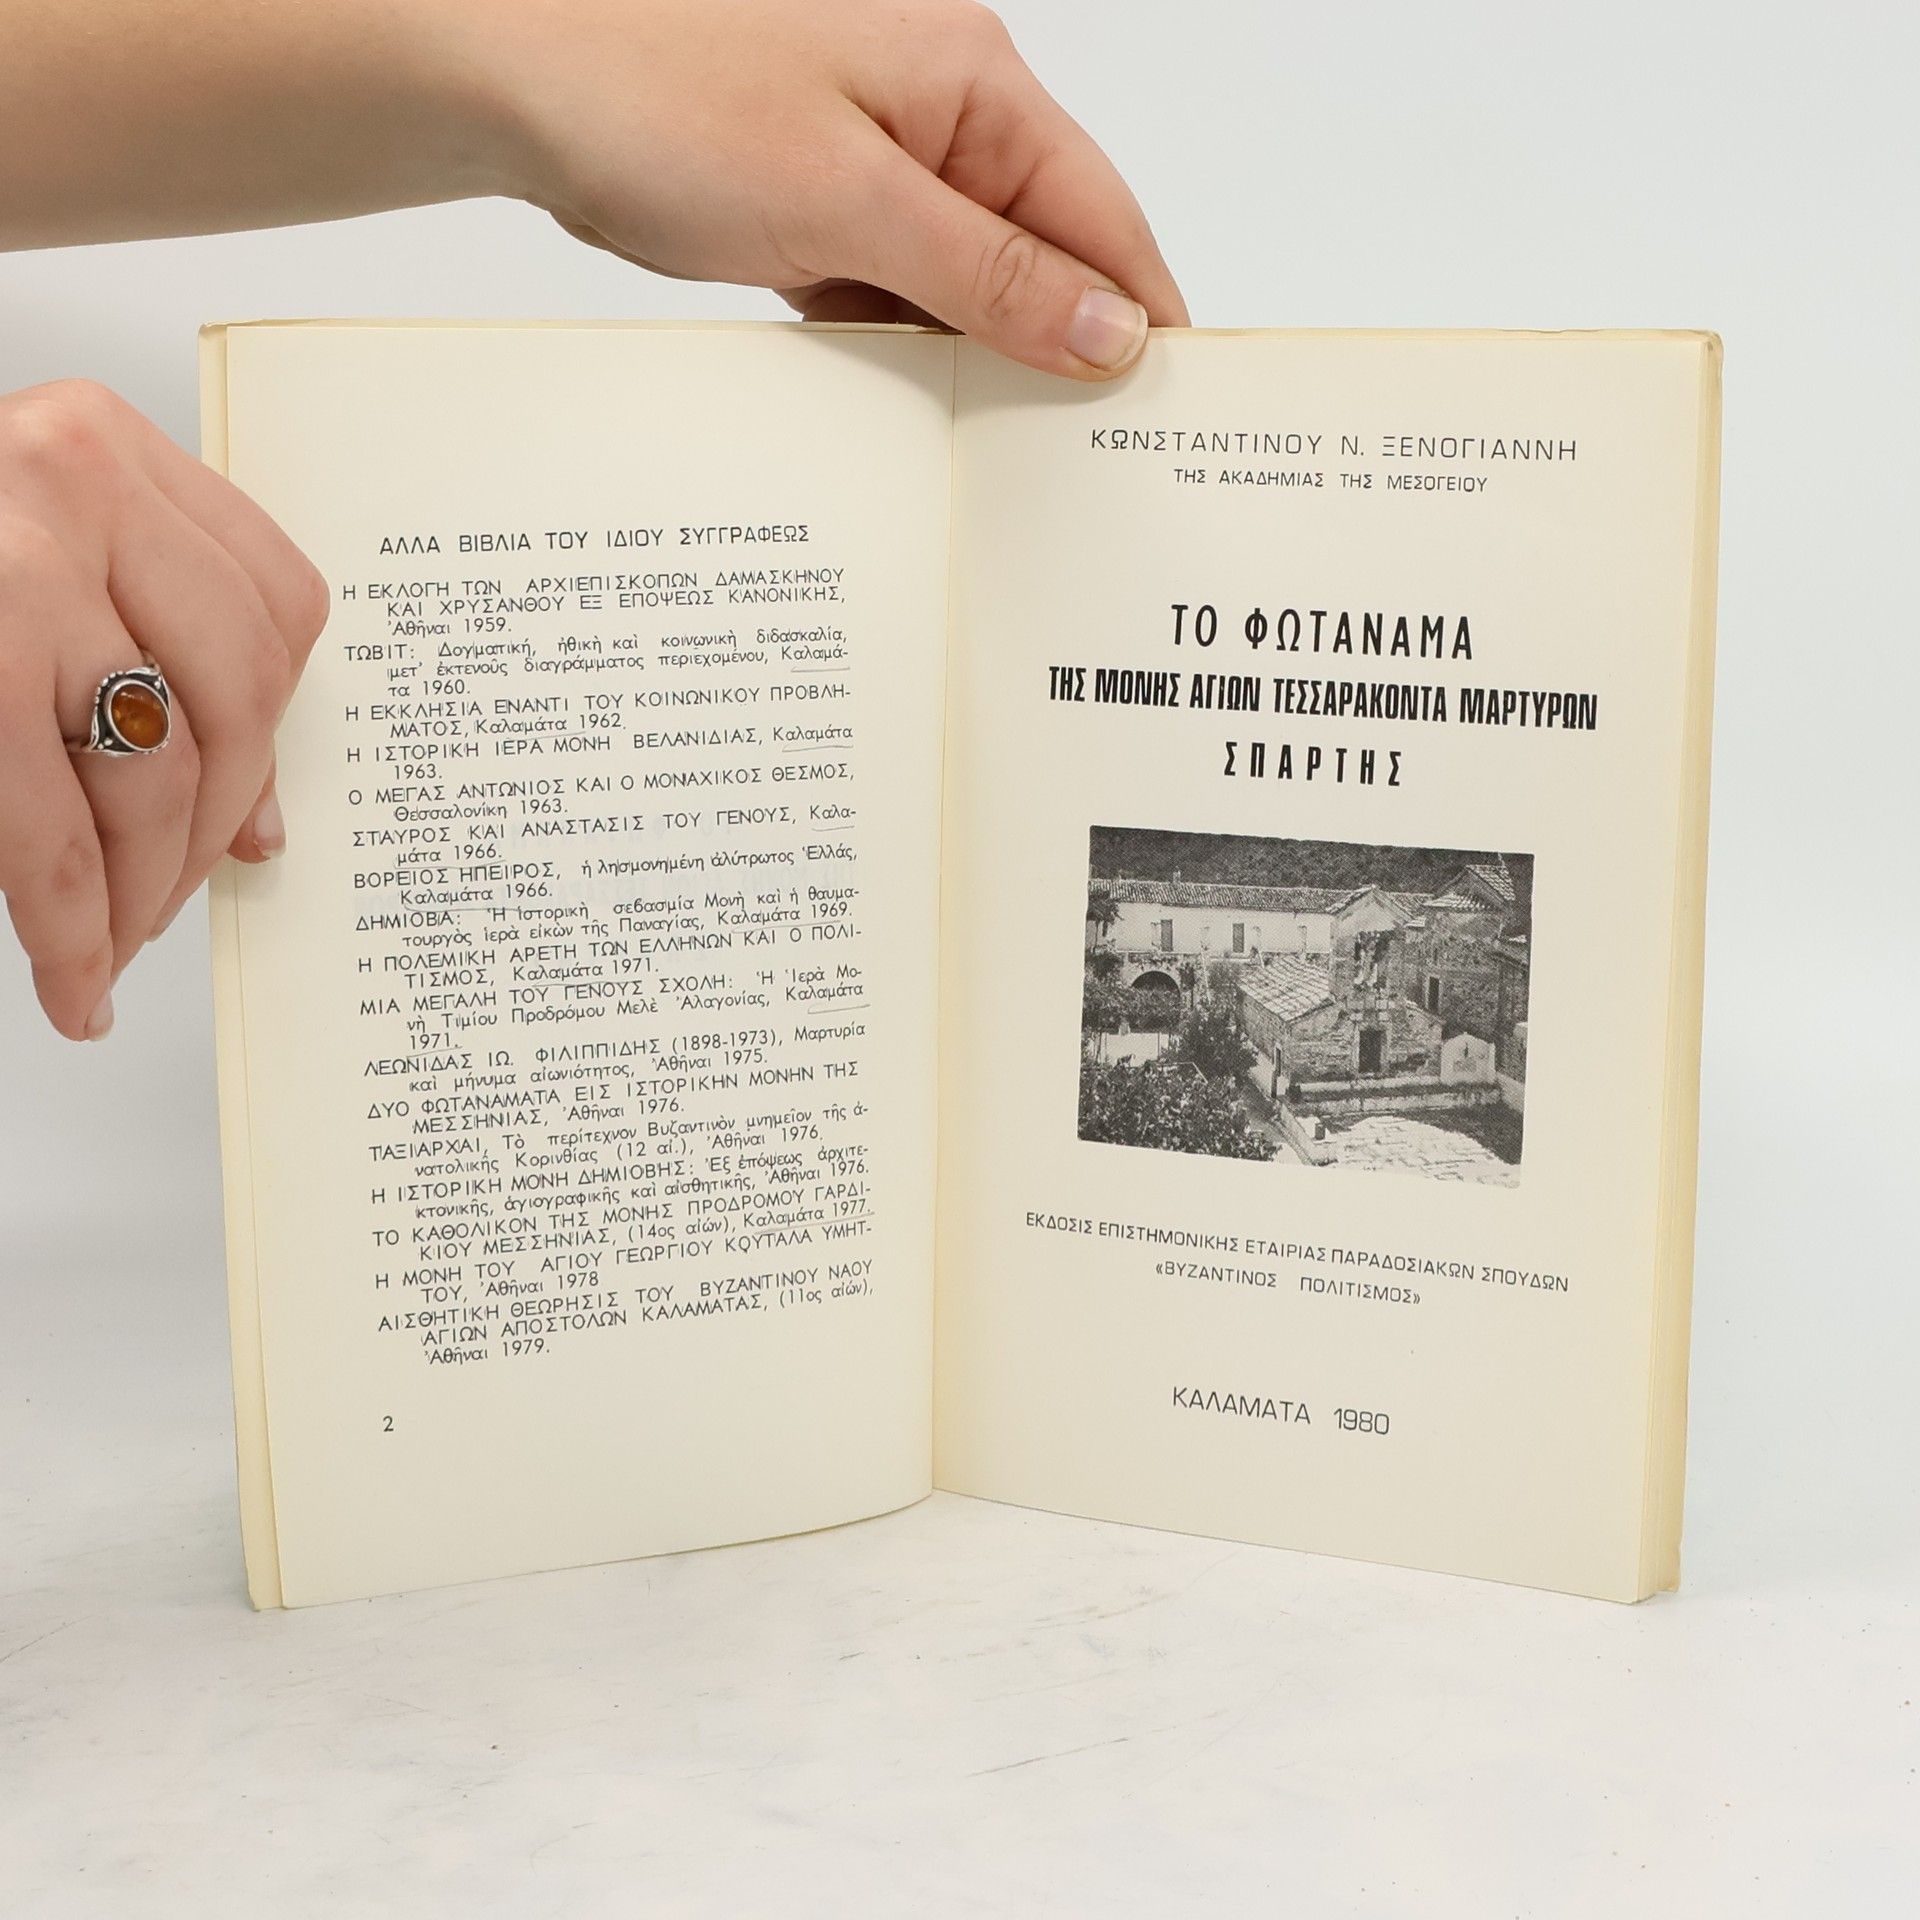 ΑΛΛΑ ΒΙΒΛΙΑ ΤΟΥ ΙΔΙΟΥ ΣΥΓΓΡΑΦΕΩΣ
Η ΕΚΛΟΓΗ ΤΩΝ ΑΡΧΙΕΠΙΣΚΟΠΩΝ ΔΑΜΑΣΚΗΝΟΥ
ΚΑΙ ΧΡΥΣΑΝΘΟΥ ΕΞ ΕΠΟΨΕΩΣ ΚΑΝΟΝΙΚΗΣ,
Ἀθῆναι 1959.
ΤΩΒΙΤ: Δογματική, ἠθικὴ καὶ κοινωνικὴ διδασκαλία,
μετ' ἐκτενοῦς διαγράμματος περιεχομένου, Καλαμά-
τα 1960.
Η ΕΚΚΛΗΣΙΑ ΕΝΑΝΤΙ ΤΟΥ ΚΟΙΝΩΝΙΚΟΥ ΠΡΟΒΛΗ-
ΜΑΤΟΣ, Καλαμάτα 1962.
Η ΙΣΤΟΡΙΚΗ ΙΕΡΑ ΜΟΝΗ ΒΕΛΑΝΙΔΙΑΣ, Καλαμάτα
1963.
Ο ΜΕΓΑΣ ΑΝΤΩΝΙΟΣ ΚΑΙ Ο ΜΟΝΑΧΙΚΟΣ ΘΕΣΜΟΣ,
Θεσσαλονίκη 1963.
ΣΤΑΥΡΟΣ ΚΑΙ ΑΝΑΣΤΑΣΙΣ ΤΟΥ ΓΕΝΟΥΣ, Καλα-
μάτα 1966.
ΒΟΡΕΙΟΣ ΗΠΕΙΡΟΣ, ἡ λησμονημένη ἀλύτρωτος Ἑλλάς,
Καλαμάτα 1966.
ΔΗΜΙΟΒΑ: Ἡ ἱστορικὴ σεβασμία Μονὴ καὶ ἡ θαυμα-
τουργὸς ἱερὰ εἰκὼν τῆς Παναγίας, Καλαμάτα 1969.
Η ΠΟΛΕΜΙΚΗ ΑΡΕΤΗ ΤΩΝ ΕΛΛΗΝΩΝ ΚΑΙ Ο ΠΟΛΙ-
ΤΙΣΜΟΣ, Καλαμάτα 1971.
ΜΙΑ ΜΕΓΑΛΗ ΤΟΥ ΓΕΝΟΥΣ ΣΧΟΛΗ: Ἡ Ἱερὰ Μο-
νὴ Τιμίου Προδρόμου Μελὲ Ἀλαγονίας, Καλαμάτα
1971.
ΛΕΩΝΙΔΑΣ ΙΩ. ΦΙΛΙΠΠΙΔΗΣ (1898-1973), Μαρτυρία
καὶ μήνυμα αἰωνιότητος, Ἀθῆναι 1975.
ΔΥΟ ΦΩΤΑΝΑΜΑΤΑ ΕΙΣ ΙΣΤΟΡΙΚΗΝ ΜΟΝΗΝ ΤΗΣ
ΜΕΣΣΗΝΙΑΣ, Ἀθῆναι 1976.
ΤΑΞΙΑΡΧΑΙ, Τὸ περίτεχνον Βυζαντινὸν μνημεῖον τῆς ἀ-
νατολικῆς Κορινθίας (12 αἰ.), Ἀθῆναι 1976.
Η ΙΣΤΟΡΙΚΗ ΜΟΝΗ ΔΗΜΙΟΒΗΣ: Ἐξ ἐπόψεως ἀρχιτε-
κτονικῆς, ἁγιογραφικῆς καὶ αἰσθητικῆς, Ἀθῆναι 1976.
ΤΟ ΚΑΘΟΛΙΚΟΝ ΤΗΣ ΜΟΝΗΣ ΠΡΟΔΡΟΜΟΥ ΓΑΡΔΙ-
ΚΙΟΥ ΜΕΣΣΗΝΙΑΣ, (14ος αἰών), Καλαμάτα 1977.
Η ΜΟΝΗ ΤΟΥ ΑΓΙΟΥ ΓΕΩΡΓΙΟΥ ΚΟΥΤΑΛΑ ΥΜΗΤ-
ΤΟΥ, Ἀθῆναι 1978
ΑΙΣΘΗΤΙΚΗ ΘΕΩΡΗΣΙΣ ΤΟΥ ΒΥΖΑΝΤΙΝΟΥ ΝΑΟΥ
ΑΓΙΩΝ ΑΠΟΣΤΟΛΩΝ ΚΑΛΑΜΑΤΑΣ, (11ος αἰών),
Ἀθῆναι 1979.
2
ΚΩΝΣΤΑΝΤΙΝΟΥ Ν. ΞΕΝΟΓΙΑΝΝΗ
ΤΗΣ ΑΚΑΔΗΜΙΑΣ ΤΗΣ ΜΕΣΟΓΕΙΟΥ
ΤΟ ΦΩΤΑΝΑΜΑ
ΤΗΣ ΜΟΝΗΣ ΑΓΙΩΝ ΤΕΣΣΑΡΑΚΟΝΤΑ ΜΑΡΤΥΡΩΝ
ΣΠΑΡΤΗΣ
ΕΚΔΟΣΙΣ ΕΠΙΣΤΗΜΟΝΙΚΗΣ ΕΤΑΙΡΙΑΣ ΠΑΡΑΔΟΣΙΑΚΩΝ ΣΠΟΥΔΩΝ
«ΒΥΖΑΝΤΙΝΟΣ ΠΟΛΙΤΙΣΜΟΣ»
ΚΑΛΑΜΑΤΑ 1980